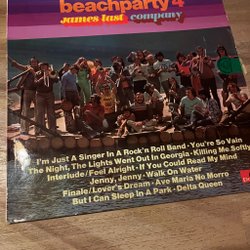 beachparty 4
james last company
I'm Just A Singer In A Rock'n Roll Band · You're So Vain
The Night, The Lights Went Out In Georgia · Killing Me Softly
Interlude/Feel Alright · If You Could Read My Mind
Jenny, Jenny · Walk On Water
Finale/Lover's Dream · Ave Maria No Morro
But I Can Sleep In A Park · Delta Queen